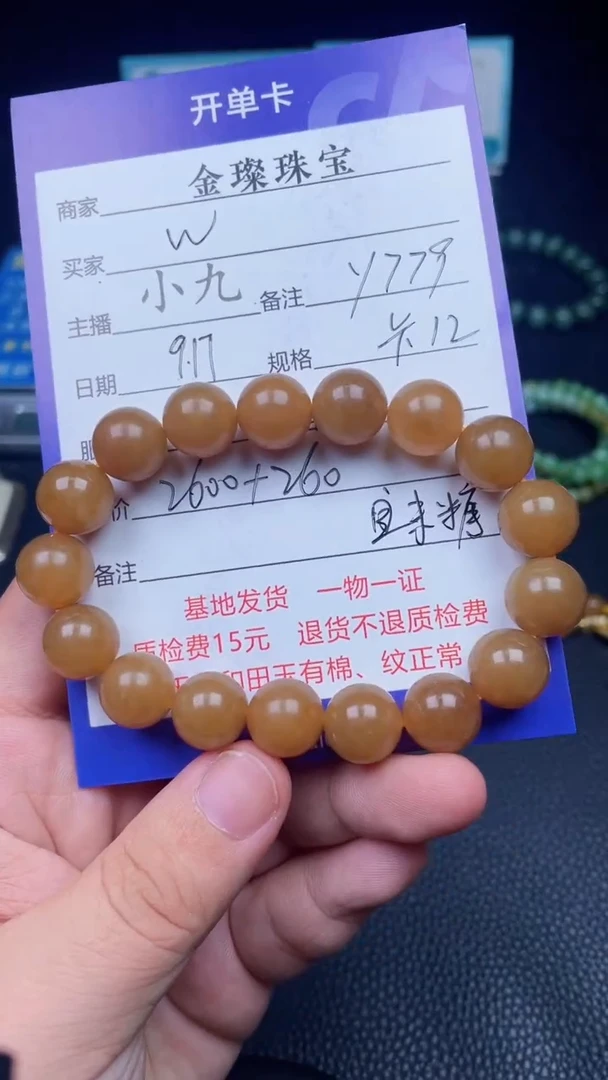 开单卡
商家 金璨珠宝
买家 W
主播 小九 备注 Y779
日期 9.17 规格 卡12
价 2600+260
备注
基地发货 一物一证
质检费15元 退货不退质检费
和田玉有棉、纹正常